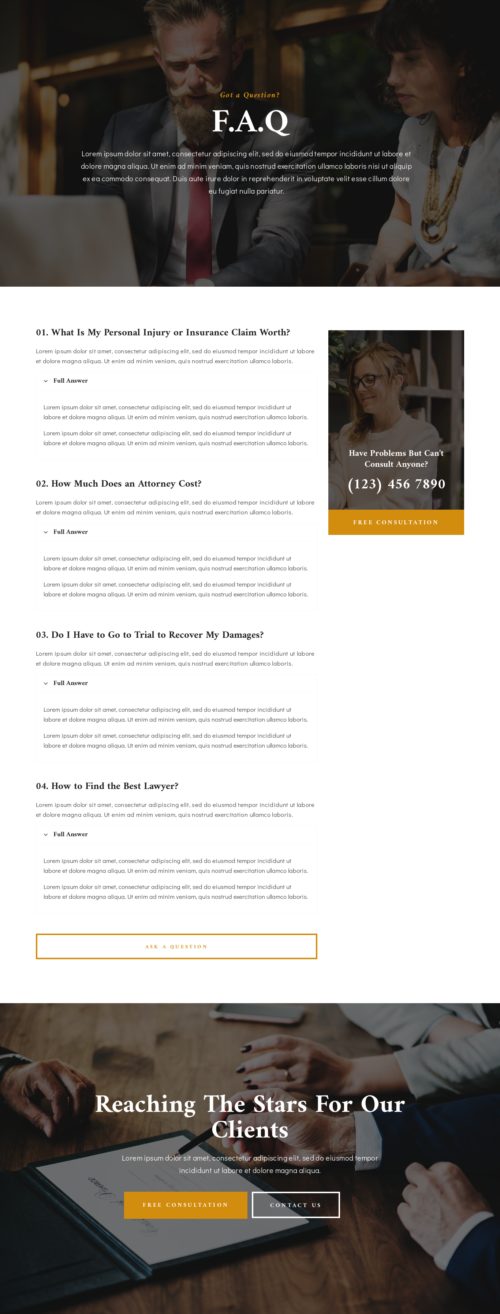 Got a Question?
F.A.Q
Lorem ipsum dolor sit amet, consectetur adipiscing elit, sed do eiusmod tempor incididunt ut labore et
dolore magna aliqua. Ut enim ad minim veniam, quis nostrud exercitation ullamco laboris nisi ut aliquip
ex ea commodo consequat. Duis aute irure dolor in reprehenderit in voluptate velit esse cillum dolore
eu fugiat nulla pariatur.
01. What Is My Personal Injury or Insurance Claim Worth?
Lorem ipsum dolor sit amet, consectetur adipiscing elit, sed do eiusmod tempor incididunt ut labore
et dolore magna aliqua. Ut enim ad minim veniam, quis nostrud exercitation ullamco laboris.
Full Answer
Lorem ipsum dolor sit amet, consectetur adipiscing elit, sed do eiusmod tempor incididunt ut
labore et dolore magna aliqua. Ut enim ad minim veniam, quis nostrud exercitation ullamco laboris.
Lorem ipsum dolor sit amet, consectetur adipiscing elit, sed do eiusmod tempor incididunt ut
labore et dolore magna aliqua. Ut enim ad minim veniam, quis nostrud exercitation ullamco laboris.
02. How Much Does an Attorney Cost?
Lorem ipsum dolor sit amet, consectetur adipiscing elit, sed do eiusmod tempor incididunt ut labore
et dolore magna aliqua. Ut enim ad minim veniam, quis nostrud exercitation ullamco laboris.
Full Answer
Lorem ipsum dolor sit amet, consectetur adipiscing elit, sed do eiusmod tempor incididunt ut
labore et dolore magna aliqua. Ut enim ad minim veniam, quis nostrud exercitation ullamco laboris.
Lorem ipsum dolor sit amet, consectetur adipiscing elit, sed do eiusmod tempor incididunt ut
labore et dolore magna aliqua. Ut enim ad minim veniam, quis nostrud exercitation ullamco laboris.
03. Do I Have to Go to Trial to Recover My Damages?
Lorem ipsum dolor sit amet, consectetur adipiscing elit, sed do eiusmod tempor incididunt ut labore
et dolore magna aliqua. Ut enim ad minim veniam, quis nostrud exercitation ullamco laboris.
Full Answer
Lorem ipsum dolor sit amet, consectetur adipiscing elit, sed do eiusmod tempor incididunt ut
labore et dolore magna aliqua. Ut enim ad minim veniam, quis nostrud exercitation ullamco laboris.
Lorem ipsum dolor sit amet, consectetur adipiscing elit, sed do eiusmod tempor incididunt ut
labore et dolore magna aliqua. Ut enim ad minim veniam, quis nostrud exercitation ullamco laboris.
04. How to Find the Best Lawyer?
Lorem ipsum dolor sit amet, consectetur adipiscing elit, sed do eiusmod tempor incididunt ut labore
et dolore magna aliqua. Ut enim ad minim veniam, quis nostrud exercitation ullamco laboris.
Full Answer
Lorem ipsum dolor sit amet, consectetur adipiscing elit, sed do eiusmod tempor incididunt ut
labore et dolore magna aliqua. Ut enim ad minim veniam, quis nostrud exercitation ullamco laboris.
Lorem ipsum dolor sit amet, consectetur adipiscing elit, sed do eiusmod tempor incididunt ut
labore et dolore magna aliqua. Ut enim ad minim veniam, quis nostrud exercitation ullamco laboris.
ASK A QUESTION
Have Problems But Can't
Consult Anyone?
(123) 456 7890
FREE CONSULTATION
Reaching The Stars For Our
Clients
Lorem ipsum dolor sit amet, consectetur adipiscing elit, sed do eiusmod tempor
incididunt ut labore et dolore magna aliqua.
FREE CONSULTATION
CONTACT US